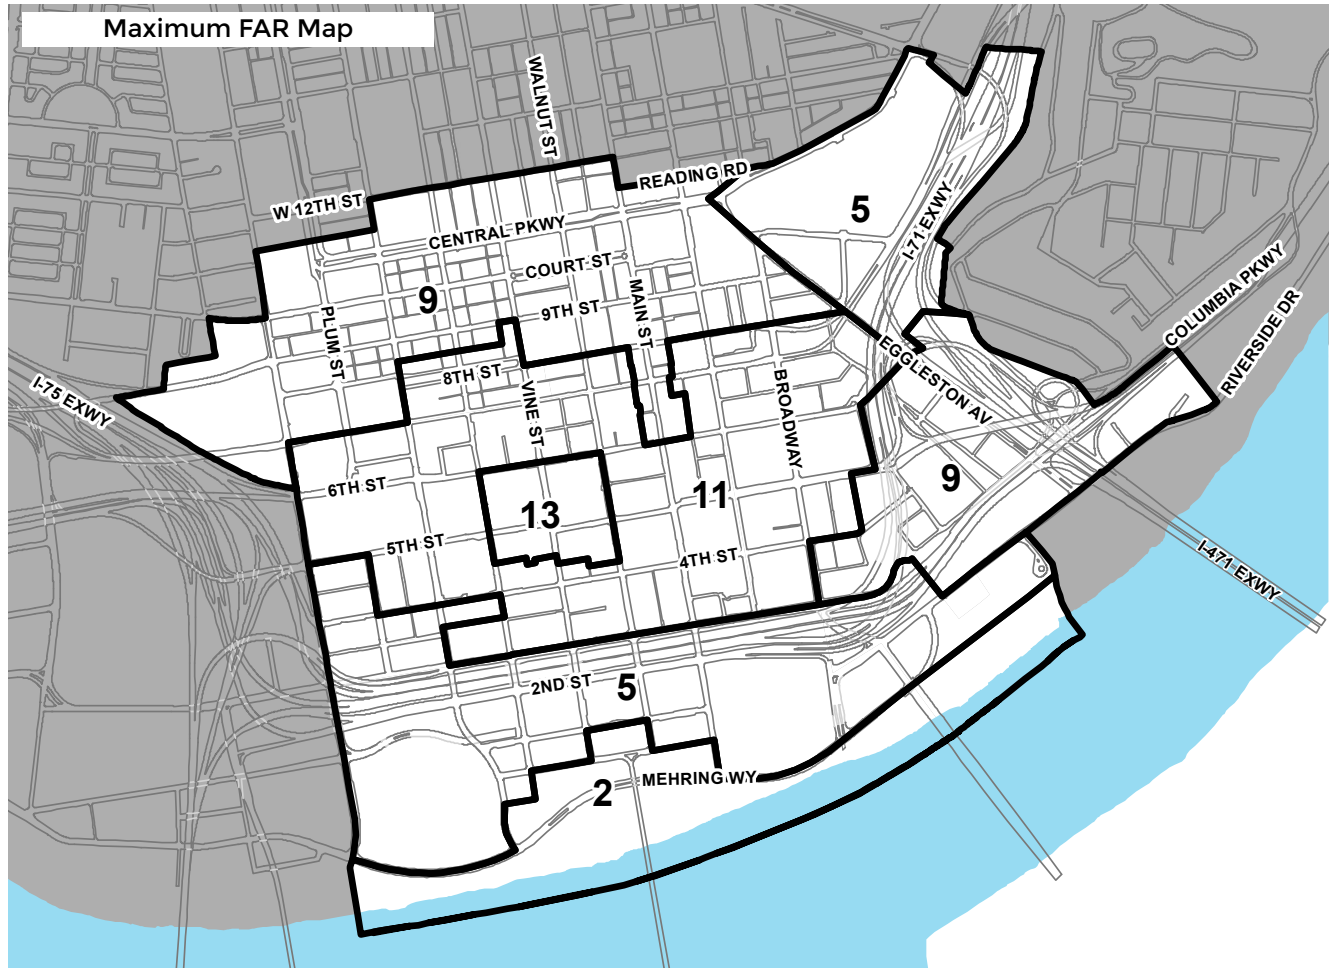 Maximum FAR Map
WALNUT ST
READING RD
W 12TH ST
5
CENTRAL PKWY
I-71 EXWY
COURT ST
COLUMBIA PKWY
9
9TH ST
MAIN ST
RIVERSIDE DR
PLUM ST
EGGLESTON AV
8TH ST
I-75 EXWY
VINE ST
BROADWAY
6TH ST
9
11
13
5TH ST
4TH ST
I-471 EXWY
2ND ST
5
MEHRING WY
2